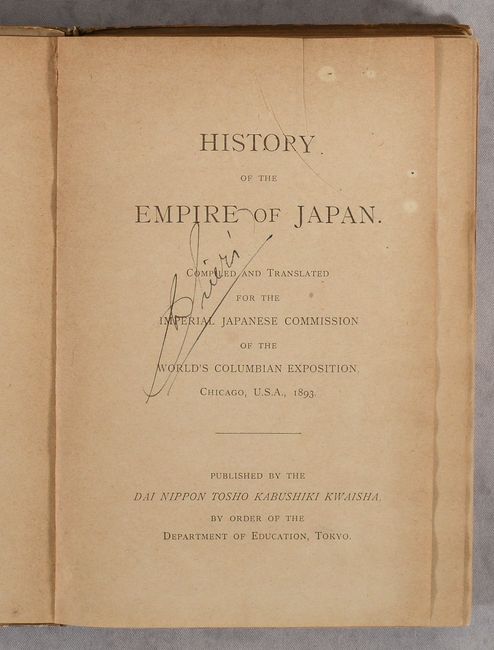 HISTORY
OF THE
EMPIRE OF JAPAN.
COMPILED AND TRANSLATED
FOR THE
IMPERIAL JAPANESE COMMISSION
OF THE
WORLD'S COLUMBIAN EXPOSITION,
CHICAGO, U.S.A., 1893.
PUBLISHED BY THE
DAI NIPPON TOSHO KABUSHIKI KWAISHA,
BY ORDER OF THE
DEPARTMENT OF EDUCATION, TOKYO.